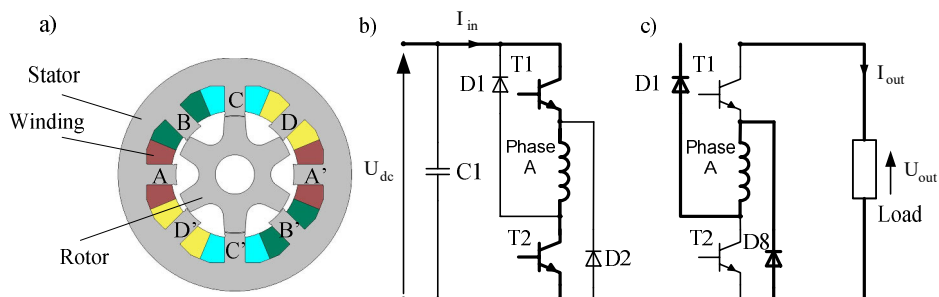 a)
Stator
Winding
Rotor
A
B
C
D
A'
B'
C'
D'
b)
I in
U dc
C1
D1
T1
Phase
A
T2
D2
c)
D1
T1
Phase
A
T2
D8
I out
U out
Load